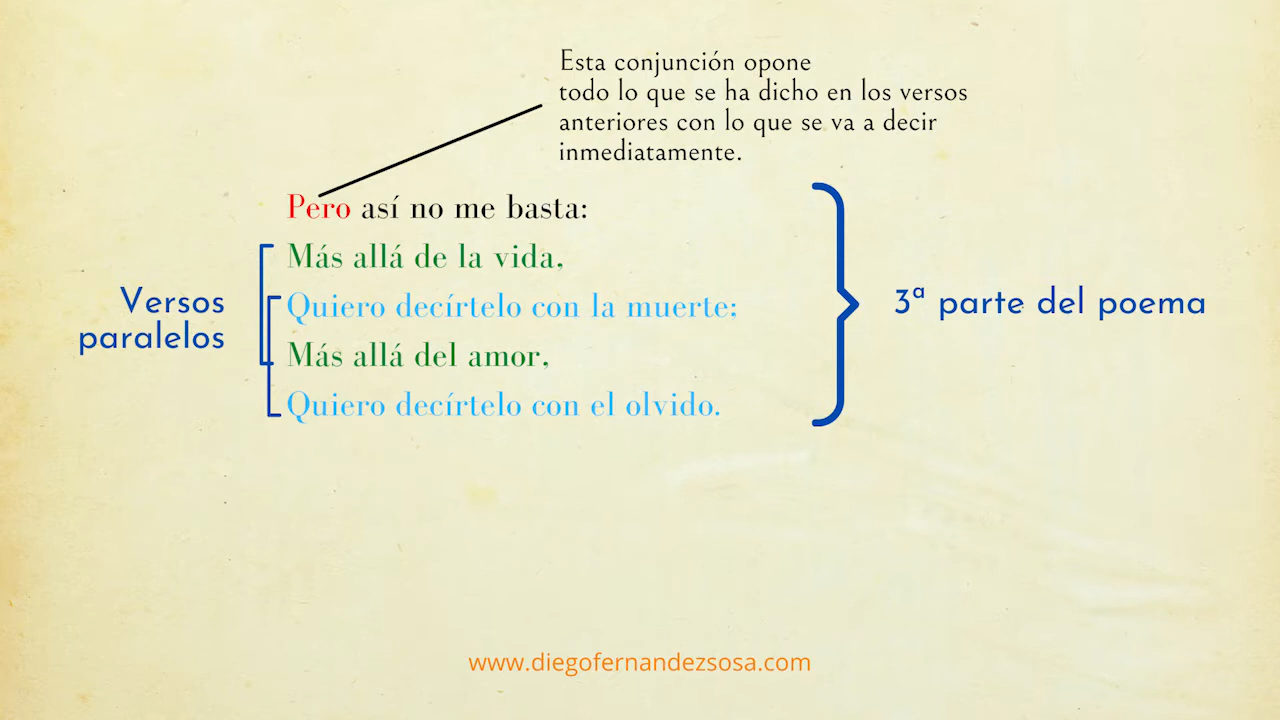 Esta conjunción opone
todo lo que se ha dicho en los versos
anteriores con lo que se va a decir
inmediatamente.
Pero así no me basta:
Más allá de la vida,
Quiero decírtelo con la muerte;
Más allá del amor,
Quiero decírtelo con el olvido.
Versos
paralelos
3ª parte del poema
www.diegofernandezsosa.com